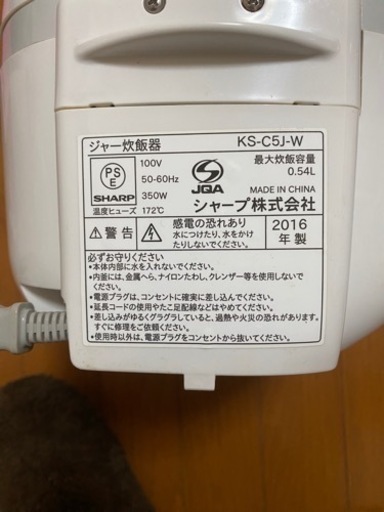 ジャー炊飯器 KS-C5J-W
PSE
SHARP
100V
50-60Hz
350W
温度ヒューズ 172℃
JQA
最大炊飯容量
0.54L
MADE IN CHINA
シャープ株式会社
警告
感電の恐れあり
水につけたり、水をかけ
たりしないでください。
2016
年製
必ずお守りください
•本体内部に水を入れないでください。
•内釜には、金属へら、ナイロンたわし、クレンザー等を使用しないで
ください。
•電源プラグは、コンセントに確実に差し込んでください。
•延長コードの使用やたこ足配線などはやめてください。
•差し込みがゆるくグラグラしていると、過熱や火災の恐れがあります。
すぐに修理をご依頼ください。
•使用時以外は、電源プラグをコンセントから抜いてください。